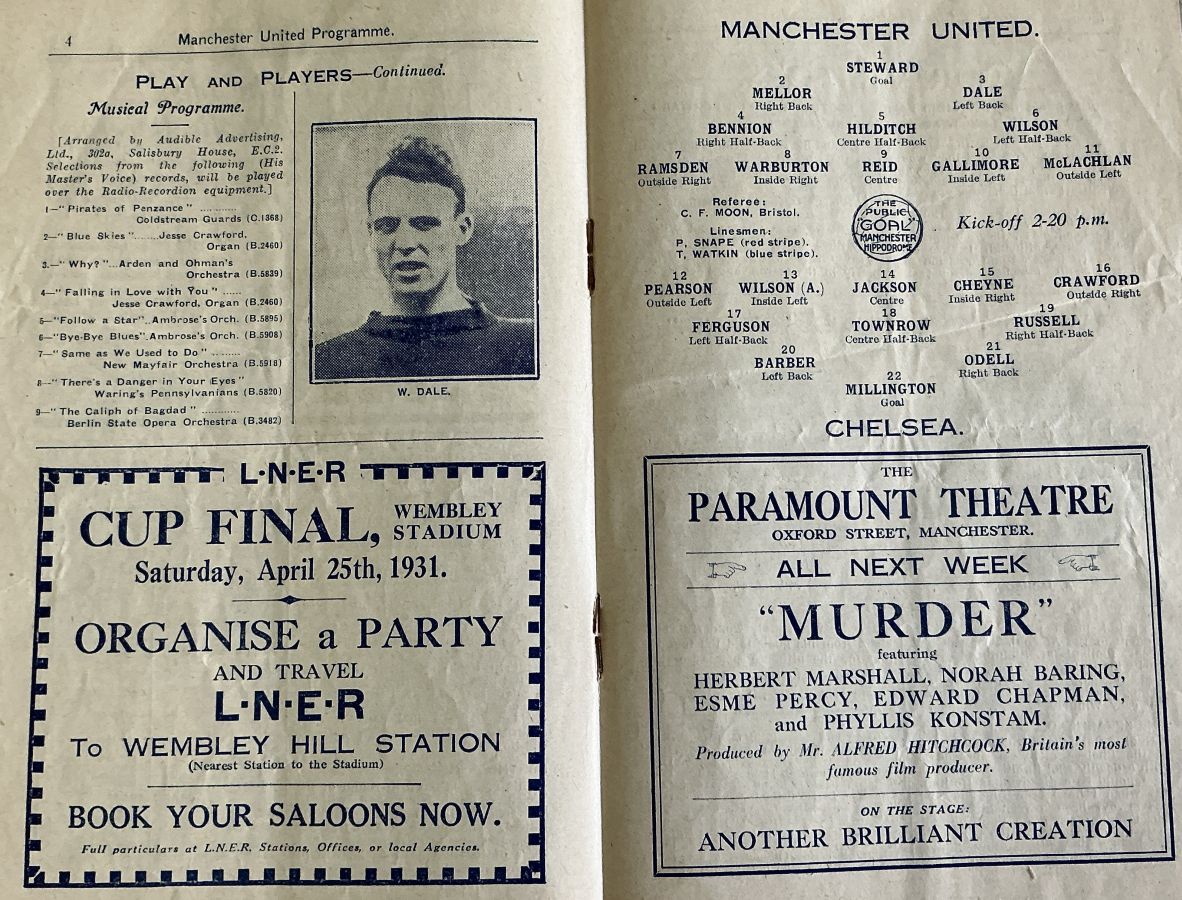 4
Manchester United Programme.
PLAY AND PLAYERS—Continued.
Musical Programme.
[Arranged by Audible Advertising,
Ltd., 302a, Salisbury House, E.C.2.
Selections from the following (His
Master's Voice) records, will be played
over the Radio-Recordion equipment.]
1—"Pirates of Penzance" ...........
Coldstream Guards (C.1368)
2—"Blue Skies"........Jesse Crawford,
Organ (B.2460)
3.—"Why?"...Arden and Ohman's
Orchestra (B.5839)
4—"Falling in Love with You" ......
Jesse Crawford, Organ (B.2460)
5—"Follow a Star"..Ambrose's Orch. (B.5895)
6—"Bye-Bye Blues".Ambrose's Orch. (B.5908)
7—"Same as We Used to Do" .........
New Mayfair Orchestra (B.5918)
8—"There's a Danger in Your Eyes"
Waring's Pennsylvanians (B.5820)
9—"The Caliph of Bagdad" ............
Berlin State Opera Orchestra (B.3482)
W. DALE.
L·N·E·R
CUP FINAL, WEMBLEY STADIUM
Saturday, April 25th, 1931.
ORGANISE a PARTY
AND TRAVEL
L·N·E·R
To WEMBLEY HILL STATION
(Nearest Station to the Stadium)
BOOK YOUR SALOONS NOW.
Full particulars at L.N.E.R. Stations, Offices, or local Agencies.
MANCHESTER UNITED.
1
STEWARD
Goal
2 3
MELLOR DALE
Right Back Left Back
4 5 6
BENNION HILDITCH WILSON
Right Half-Back Centre Half-Back Left Half-Back
7 8 9 10 11
RAMSDEN WARBURTON REID GALLIMORE McLACHLAN
Outside Right Inside Right Centre Inside Left Outside Left
Referee:
C. F. MOON, Bristol.
Linesmen:
P. SNAPE (red stripe).
T. WATKIN (blue stripe).
THE
PUBLIC
"GOAL"
MANCHESTER
HIPPODROME
Kick-off 2-20 p.m.
12 13 14 15 16
PEARSON WILSON (A.) JACKSON CHEYNE CRAWFORD
Outside Left Inside Left Centre Inside Right Outside Right
17 18 19
FERGUSON TOWNROW RUSSELL
Left Half-Back Centre Half-Back Right Half-Back
20 21
BARBER ODELL
Left Back Right Back
22
MILLINGTON
Goal
CHELSEA.
THE
PARAMOUNT THEATRE
OXFORD STREET, MANCHESTER.
ALL NEXT WEEK
"MURDER"
featuring
HERBERT MARSHALL, NORAH BARING,
ESME PERCY, EDWARD CHAPMAN,
and PHYLLIS KONSTAM.
Produced by Mr. ALFRED HITCHCOCK, Britain's most
famous film producer.
ON THE STAGE:
ANOTHER BRILLIANT CREATION